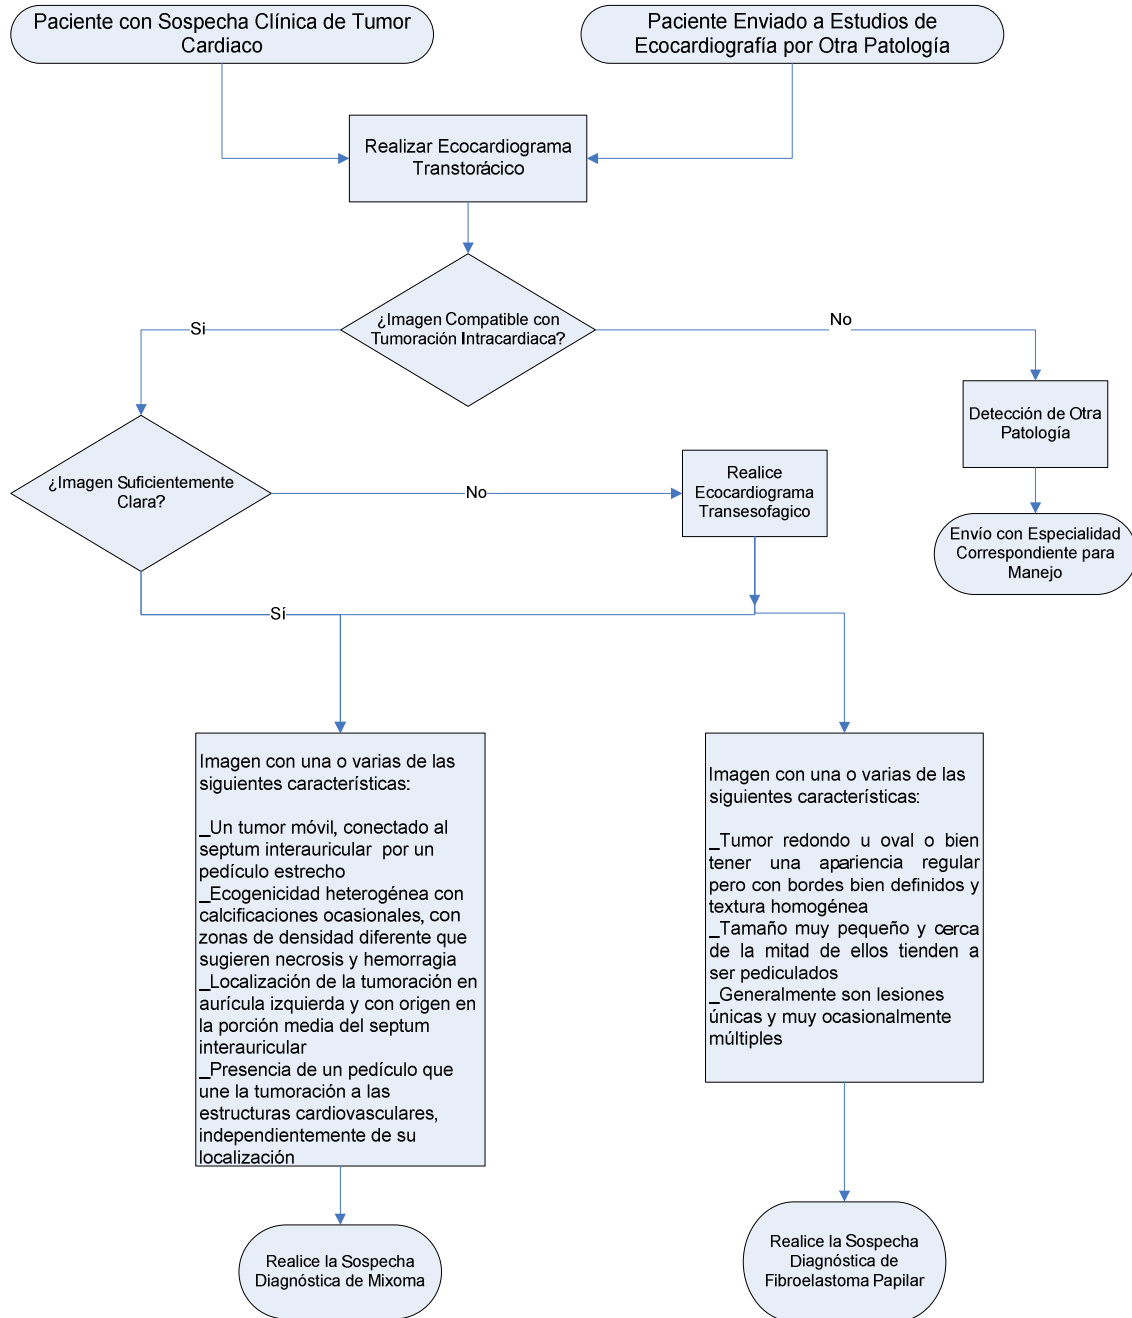 Paciente con Sospecha Clínica de Tumor
Cardiaco
Paciente Enviado a Estudios de
Ecocardiografía por Otra Patología
Realizar Ecocardiograma
Transtorácico
¿Imagen Compatible con
Tumoración Intracardiaca?
Si
No
Detección de Otra
Patología
¿Imagen Suficientemente
Clara?
No
Realice
Ecocardiograma
Transesofagico
Envío con Especialidad
Correspondiente para
Manejo
Sí
Imagen con una o varias de las
siguientes características:
_Un tumor móvil, conectado al
septum interauricular por un
pedículo estrecho
_Ecogenicidad heterogénea con
calcificaciones ocasionales, con
zonas de densidad diferente que
sugieren necrosis y hemorragia
_Localización de la tumoración en
aurícula izquierda y con origen en
la porción media del septum
interauricular
_Presencia de un pedículo que
une la tumoración a las
estructuras cardiovasculares,
independientemente de su
localización
Imagen con una o varias de las
siguientes características:
_Tumor redondo u oval o bien
tener una apariencia regular
pero con bordes bien definidos y
textura homogénea
_Tamaño muy pequeño y cerca
de la mitad de ellos tienden a
ser pediculados
_Generalmente son lesiones
únicas y muy ocasionalmente
múltiples
Realice la Sospecha
Diagnóstica de Mixoma
Realice la Sospecha
Diagnóstica de
Fibroelastoma Papilar